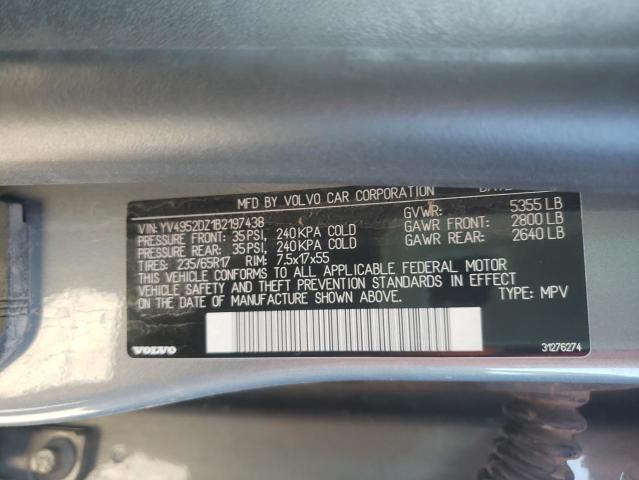 MFD BY VOLVO CAR CORPORATION
VIN: YV4952DZ1B2197438
PRESSURE FRONT: 35PSI, 240KPA COLD
PRESSURE REAR: 35PSI, 240KPA COLD
TIRES: 235/65R17 RIM: 7.5x17x55
GVWR: 5355 LB
GAWR FRONT: 2800 LB
GAWR REAR: 2640 LB
THIS VEHICLE CONFORMS TO ALL APPLICABLE FEDERAL MOTOR
VEHICLE SAFETY AND THEFT PREVENTION STANDARDS IN EFFECT
ON THE DATE OF MANUFACTURE SHOWN ABOVE.
TYPE: MPV
VOLVO
31276274